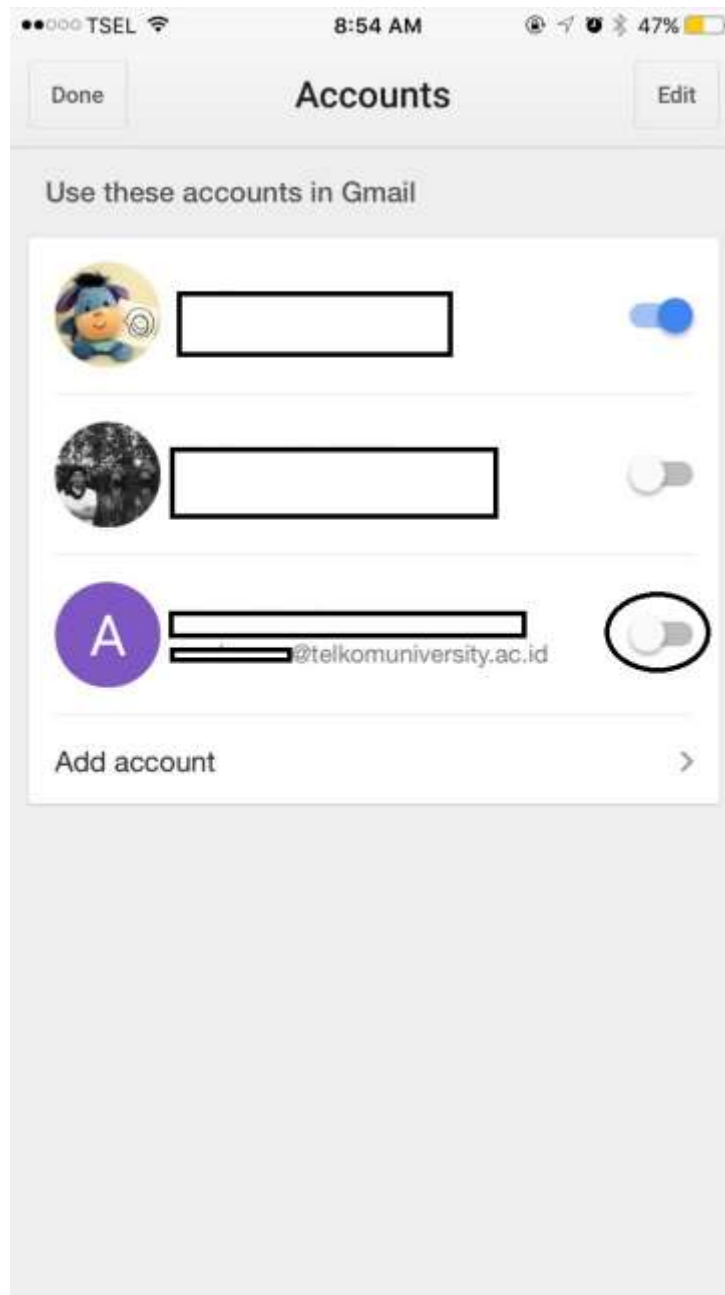 TSEL 8:54 AM 47%
Done Accounts Edit
Use these accounts in Gmail
A
@telkomuniversity.ac.id
Add account